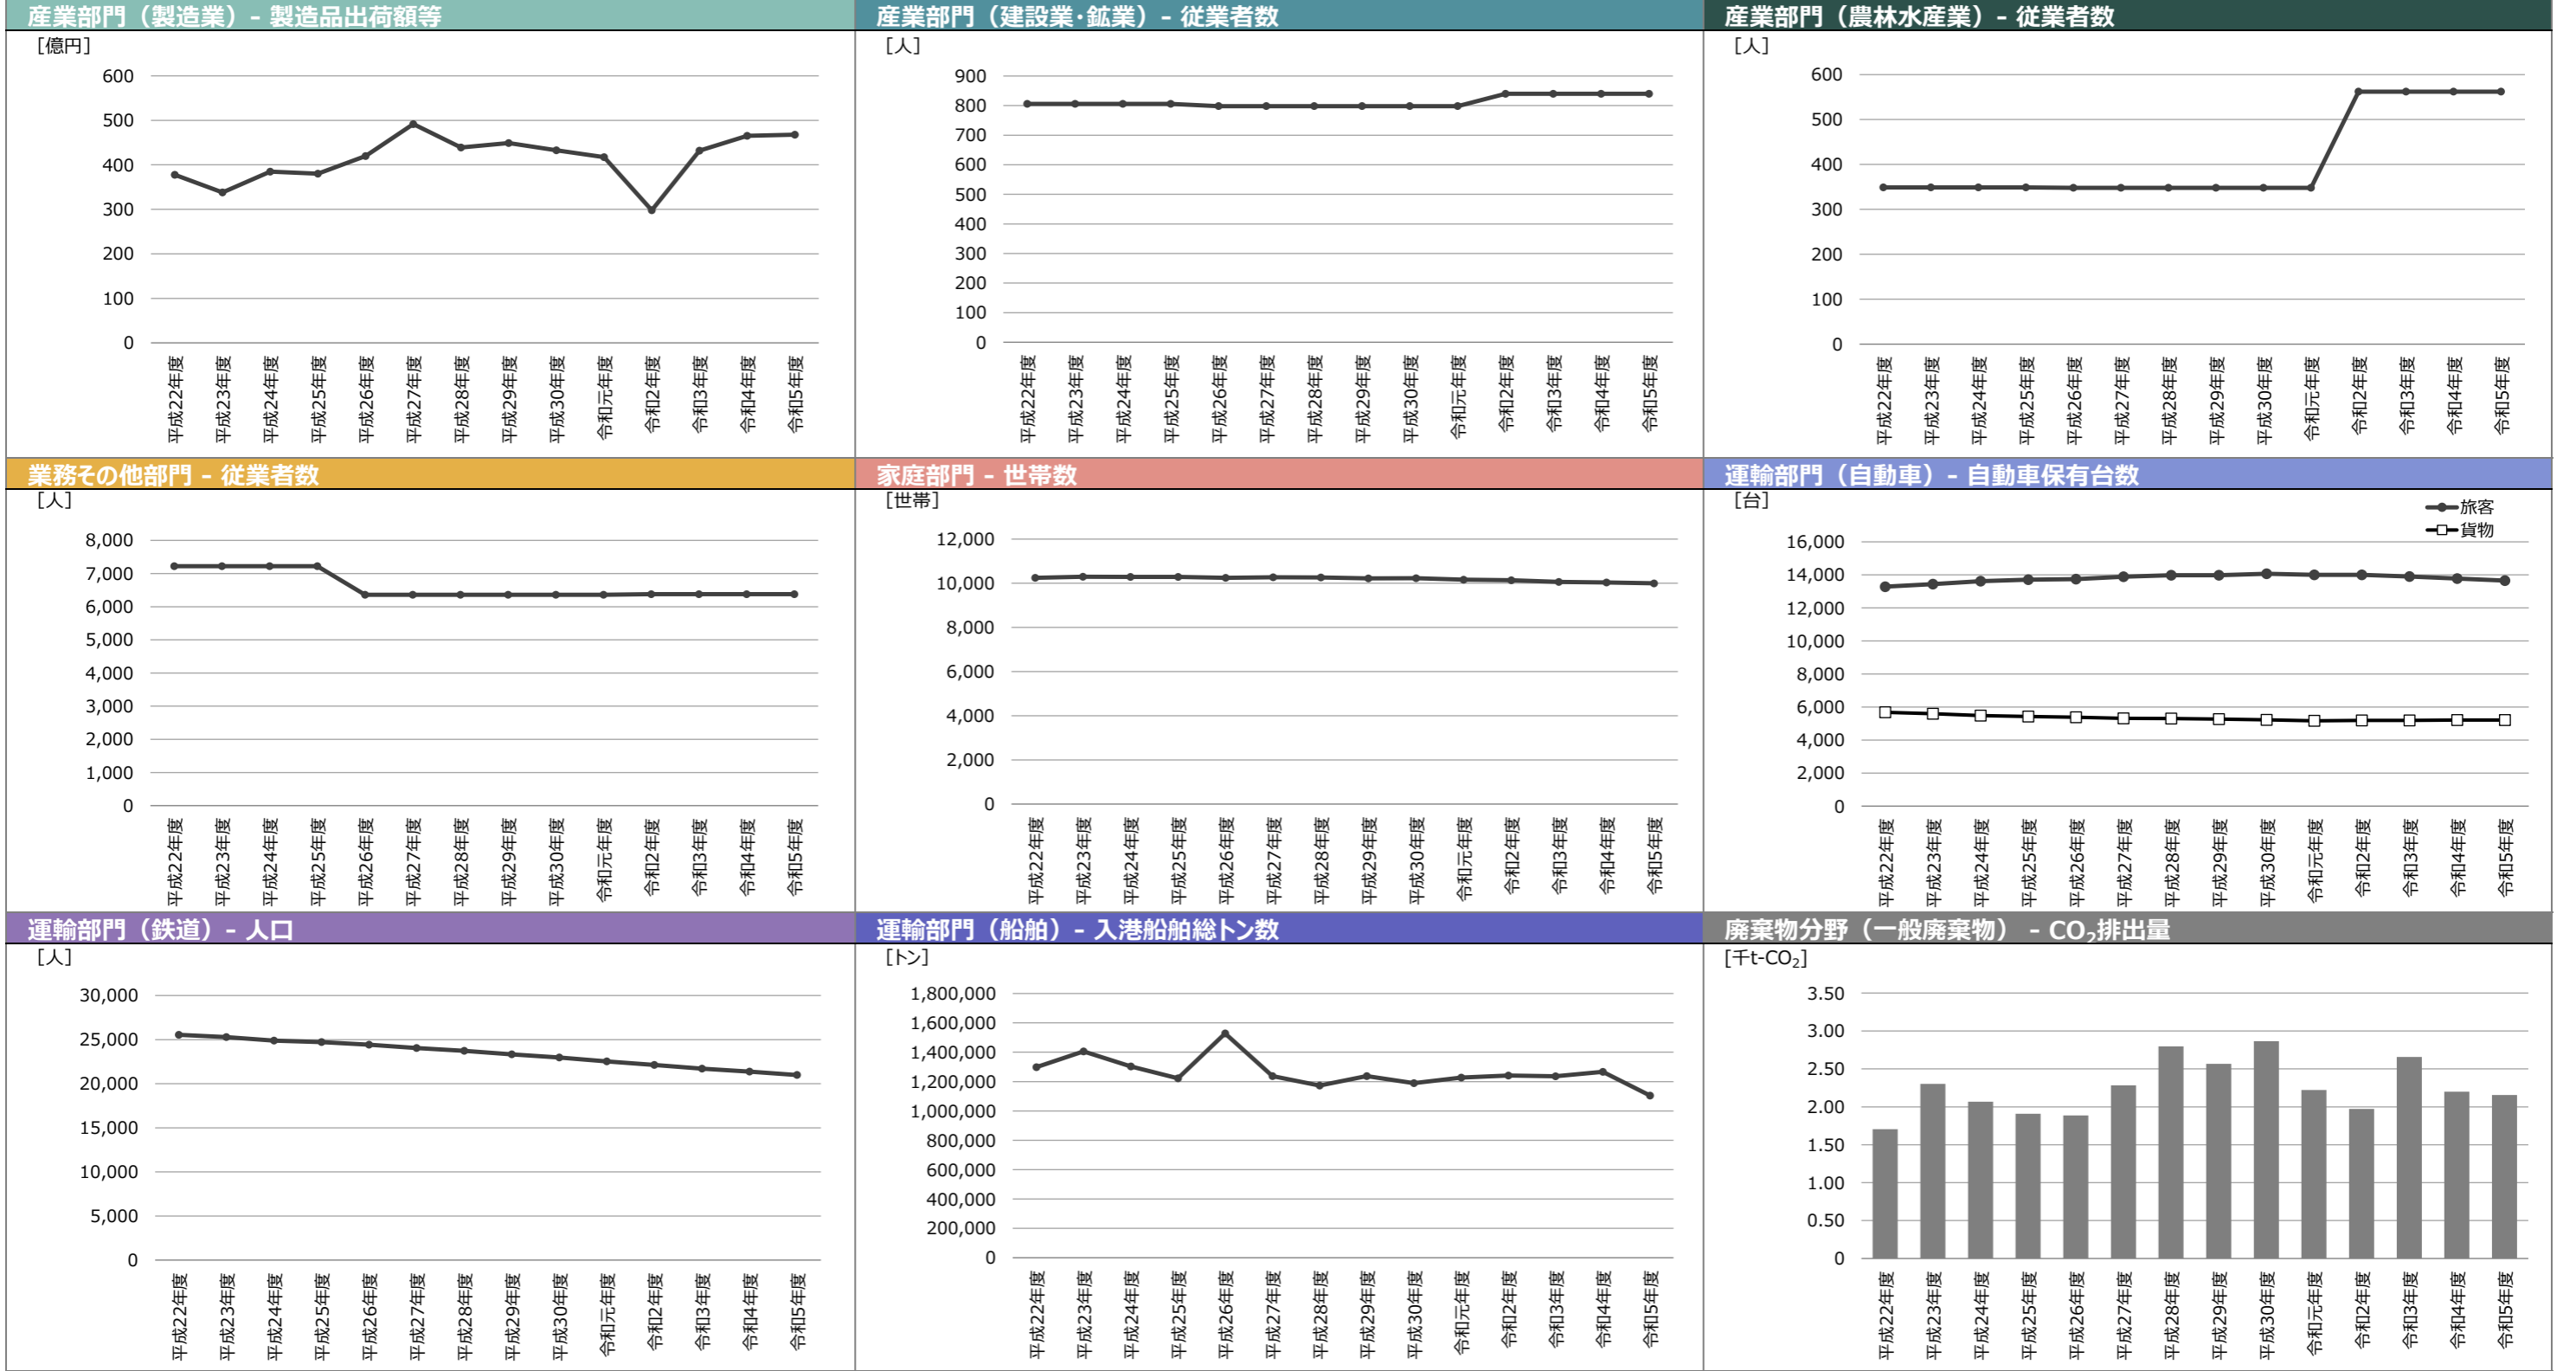 産業部門（製造業）- 製造品出荷額等
[億円]
600
500
400
300
200
100
0
平成22年度
平成23年度
平成24年度
平成25年度
平成26年度
平成27年度
平成28年度
平成29年度
平成30年度
令和元年度
令和2年度
令和3年度
令和4年度
令和5年度
産業部門（建設業・鉱業）- 従業者数
[人]
900
800
700
600
500
400
300
200
100
0
平成22年度
平成23年度
平成24年度
平成25年度
平成26年度
平成27年度
平成28年度
平成29年度
平成30年度
令和元年度
令和2年度
令和3年度
令和4年度
令和5年度
産業部門（農林水産業）- 従業者数
[人]
600
500
400
300
200
100
0
平成22年度
平成23年度
平成24年度
平成25年度
平成26年度
平成27年度
平成28年度
平成29年度
平成30年度
令和元年度
令和2年度
令和3年度
令和4年度
令和5年度
業務その他部門 - 従業者数
[人]
8,000
7,000
6,000
5,000
4,000
3,000
2,000
1,000
0
平成22年度
平成23年度
平成24年度
平成25年度
平成26年度
平成27年度
平成28年度
平成29年度
平成30年度
令和元年度
令和2年度
令和3年度
令和4年度
令和5年度
家庭部門 - 世帯数
[世帯]
12,000
10,000
8,000
6,000
4,000
2,000
0
平成22年度
平成23年度
平成24年度
平成25年度
平成26年度
平成27年度
平成28年度
平成29年度
平成30年度
令和元年度
令和2年度
令和3年度
令和4年度
令和5年度
運輸部門（自動車）- 自動車保有台数
[台]
旅客
貨物
16,000
14,000
12,000
10,000
8,000
6,000
4,000
2,000
0
平成22年度
平成23年度
平成24年度
平成25年度
平成26年度
平成27年度
平成28年度
平成29年度
平成30年度
令和元年度
令和2年度
令和3年度
令和4年度
令和5年度
運輸部門（鉄道）- 人口
[人]
30,000
25,000
20,000
15,000
10,000
5,000
0
平成22年度
平成23年度
平成24年度
平成25年度
平成26年度
平成27年度
平成28年度
平成29年度
平成30年度
令和元年度
令和2年度
令和3年度
令和4年度
令和5年度
運輸部門（船舶）- 入港船舶総トン数
[トン]
1,800,000
1,600,000
1,400,000
1,200,000
1,000,000
800,000
600,000
400,000
200,000
0
平成22年度
平成23年度
平成24年度
平成25年度
平成26年度
平成27年度
平成28年度
平成29年度
平成30年度
令和元年度
令和2年度
令和3年度
令和4年度
令和5年度
廃棄物分野（一般廃棄物） - CO₂排出量
[千t-CO₂]
3.50
3.00
2.50
2.00
1.50
1.00
0.50
0
平成22年度
平成23年度
平成24年度
平成25年度
平成26年度
平成27年度
平成28年度
平成29年度
平成30年度
令和元年度
令和2年度
令和3年度
令和4年度
令和5年度